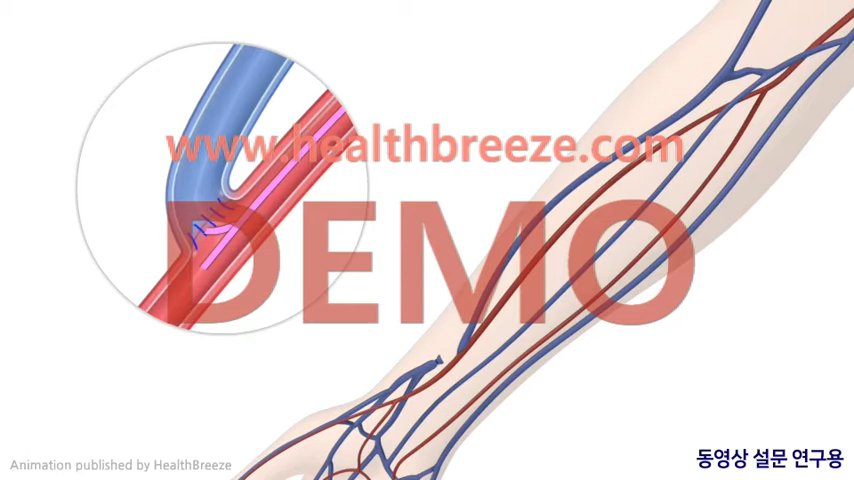 www.healthbreeze.com
DEMO
Animation published by HealthBreeze
동영상 설문 연구용